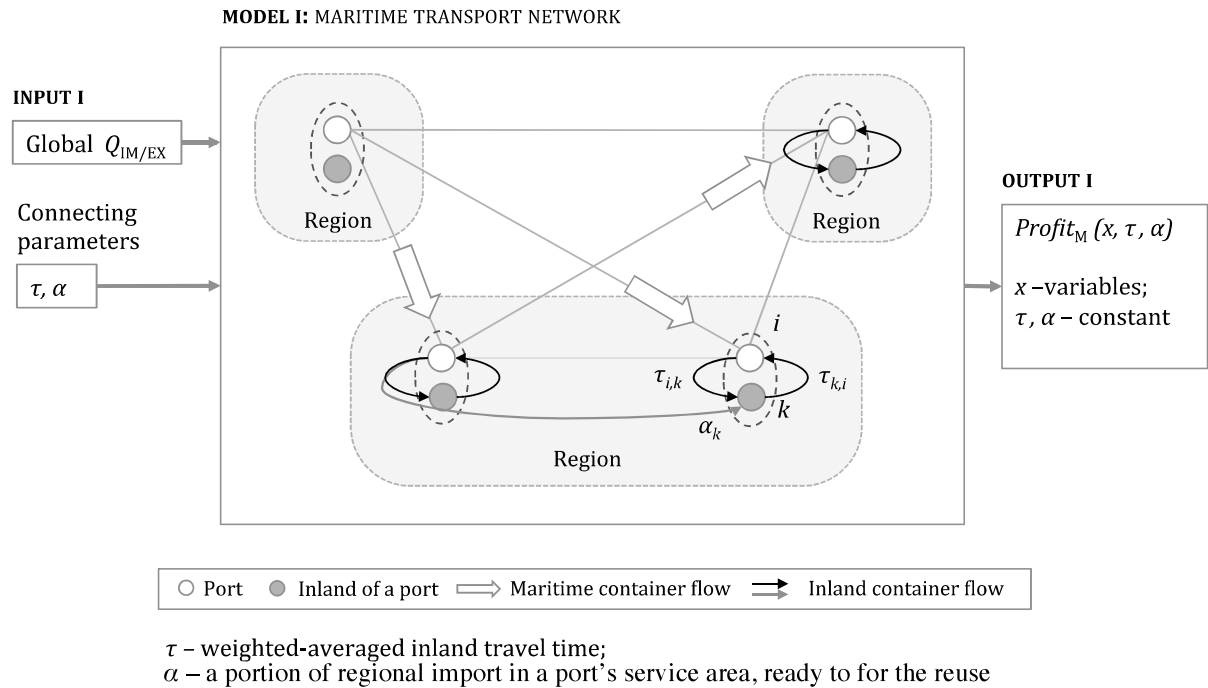 MODEL I: MARITIME TRANSPORT NETWORK
INPUT I
Global Q_IM/EX
Connecting
parameters
τ, α
Region
Region
i
τ_i,k
τ_k,i
k
α_k
Region
OUTPUT I
Profit_M (x, τ, α)
x –variables;
τ, α – constant
Port
Inland of a port
Maritime container flow
Inland container flow
τ – weighted-averaged inland travel time;
α – a portion of regional import in a port's service area, ready to for the reuse